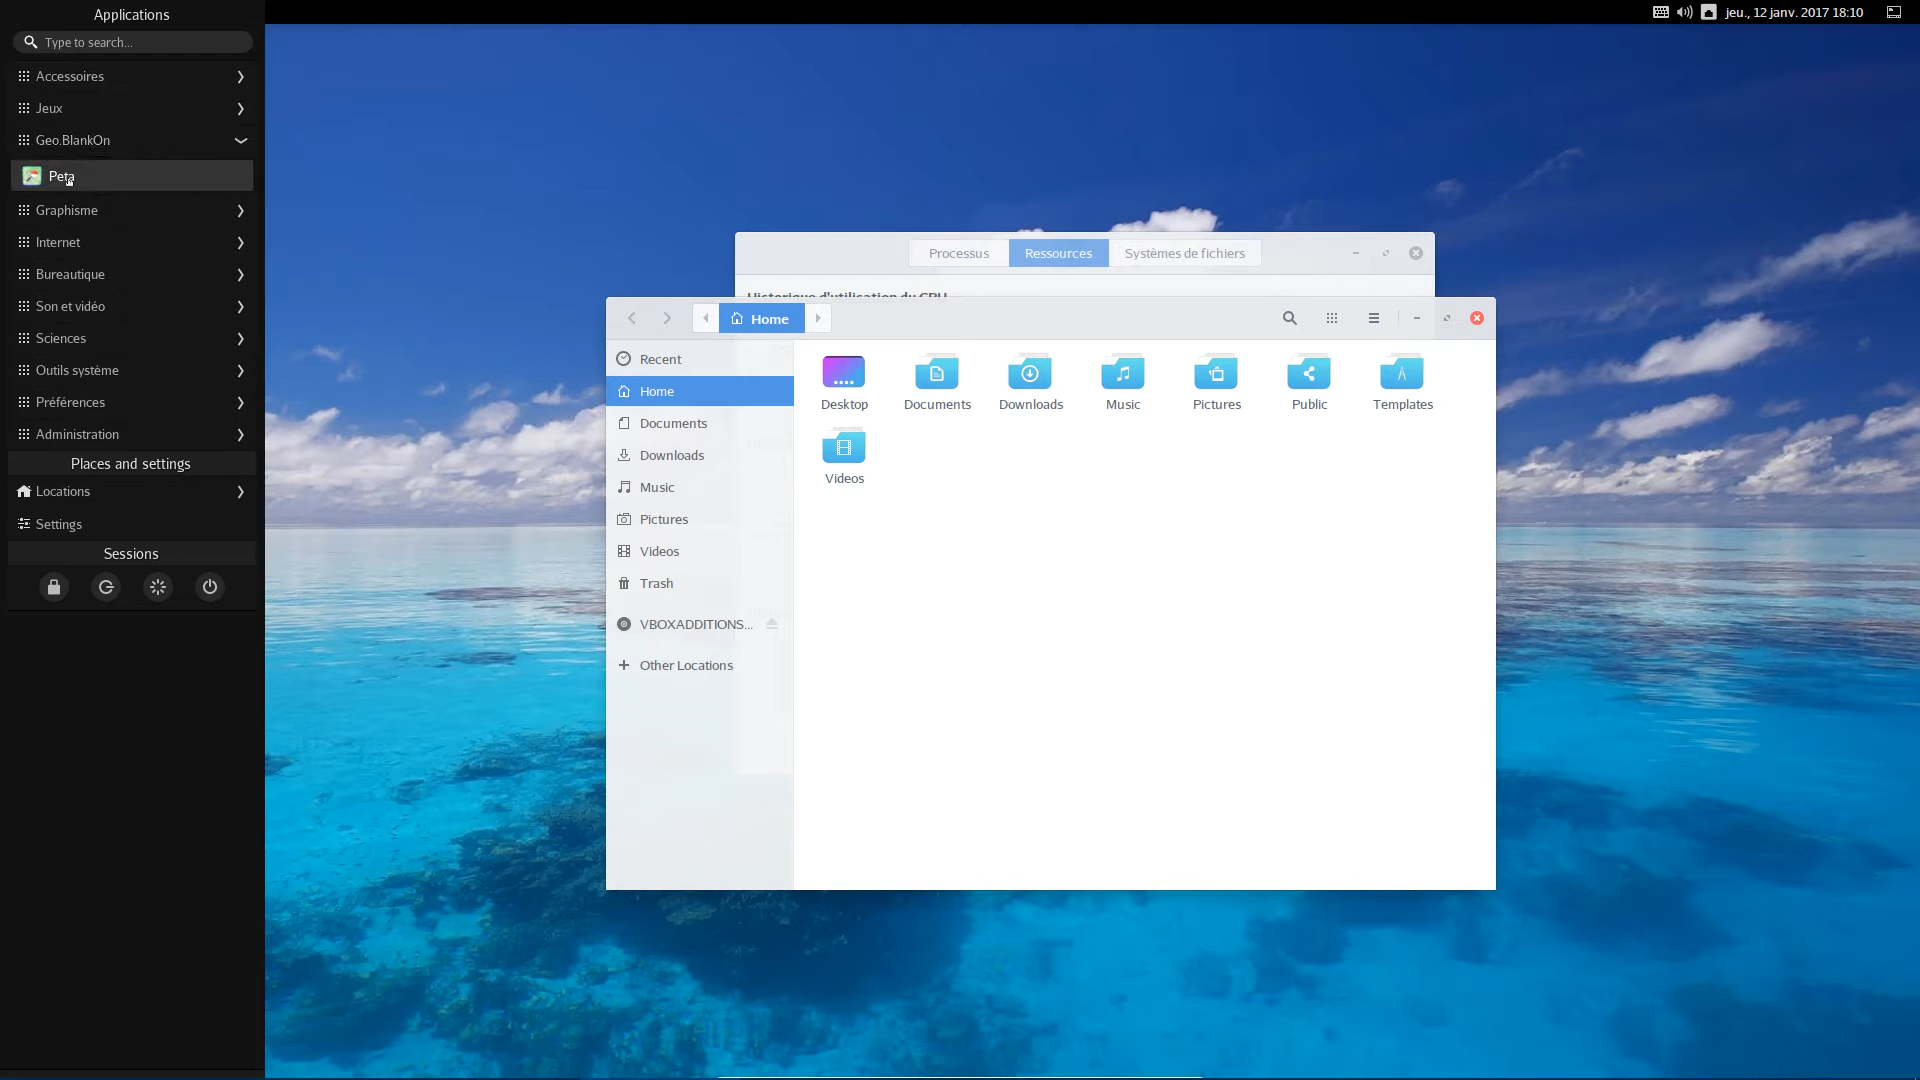 Applications
Type to search...
Accessoires
Jeux
Geo.BlankOn
Peta
Graphisme
Internet
Bureautique
Son et vidéo
Sciences
Outils système
Préférences
Administration
Places and settings
Locations
Settings
Sessions
jeu., 12 janv. 2017 18:10
Processus
Ressources
Systèmes de fichiers
Historique d'utilisation du CPU
Home
Recent
Home
Documents
Downloads
Music
Pictures
Videos
Trash
VBOXADDITIONS...
Other Locations
Desktop
Documents
Downloads
Music
Pictures
Public
Templates
Videos